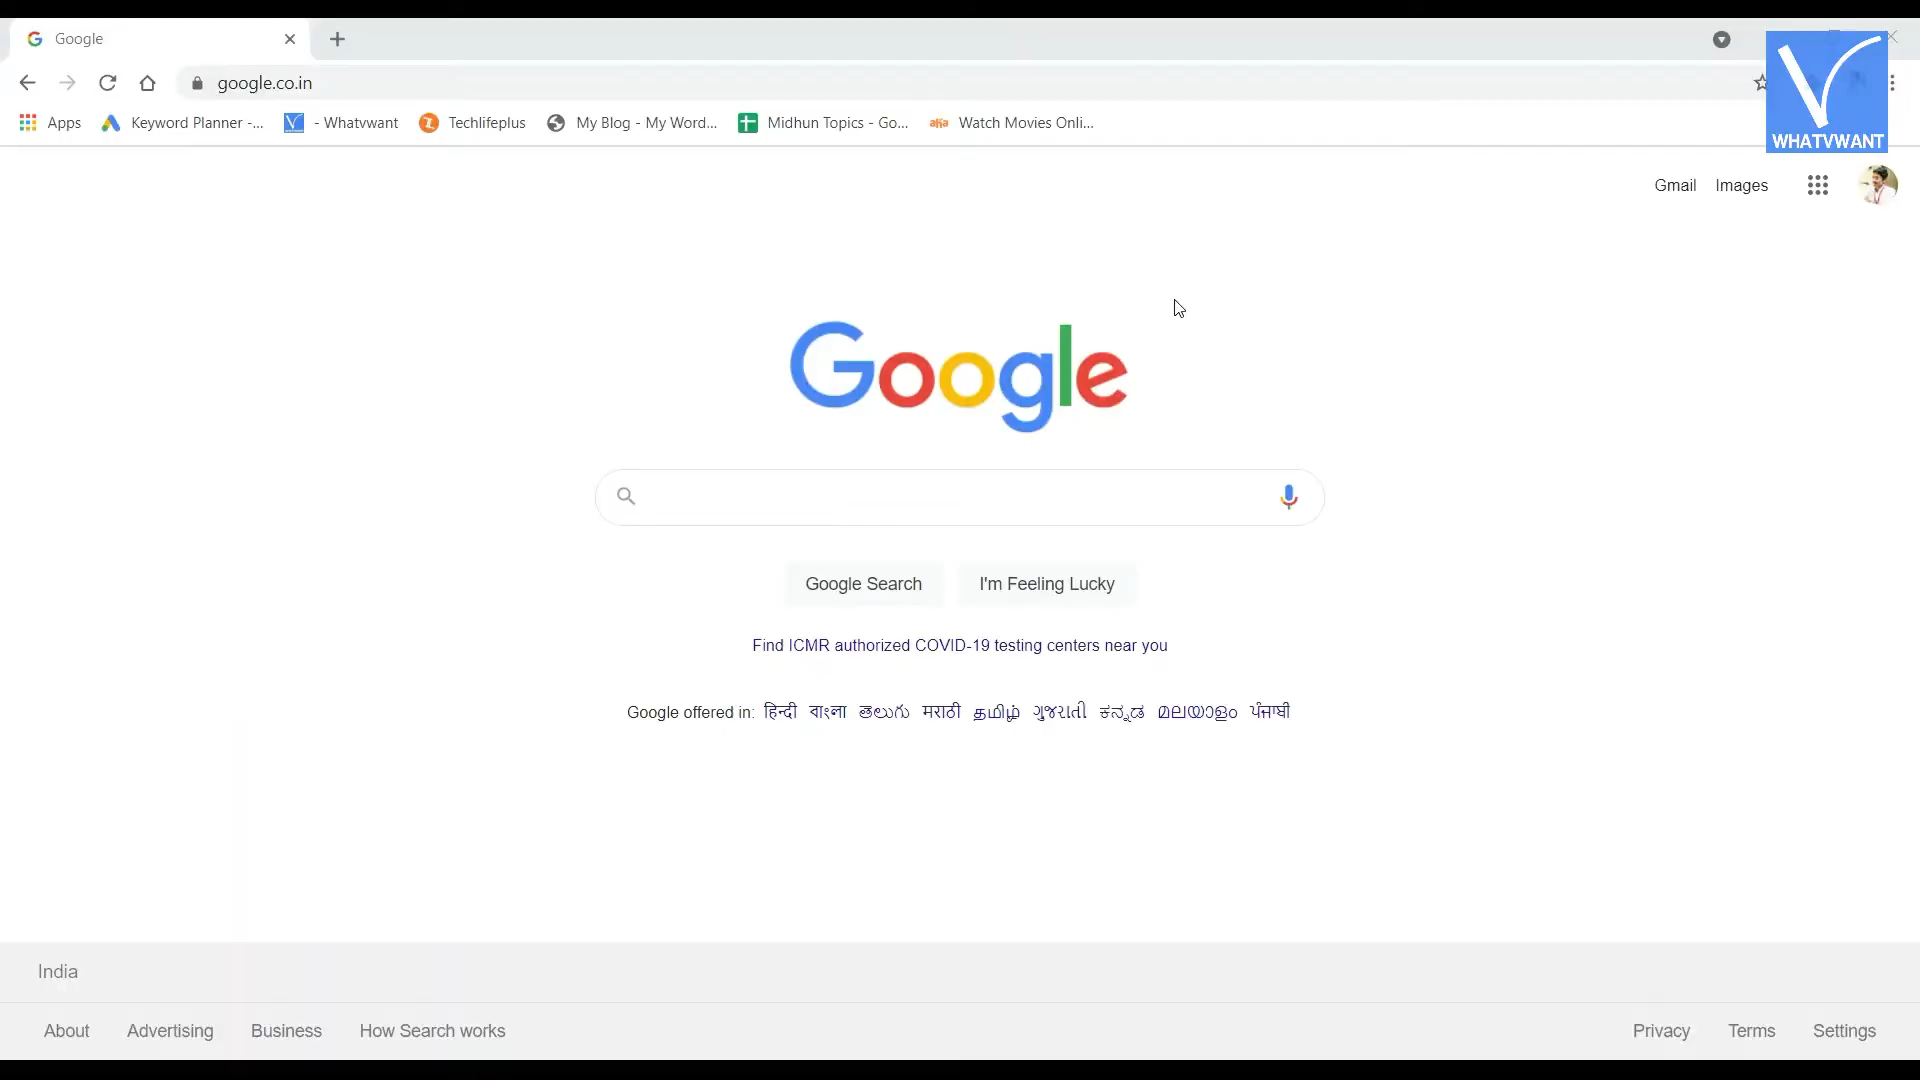 Google
google.co.in
Apps Keyword Planner -... - Whatvwant Techlifeplus My Blog - My Word... Midhun Topics - Go... aha Watch Movies Onli...
WHATVWANT
Gmail Images
Google
Google Search I'm Feeling Lucky
Find ICMR authorized COVID-19 testing centers near you
Google offered in: हिन्दी বাংলা తెలుగు मराठी தமிழ் ગુજરાતી ಕನ್ನಡ മലയാളം ਪੰਜਾਬੀ
India
About Advertising Business How Search works Privacy Terms Settings